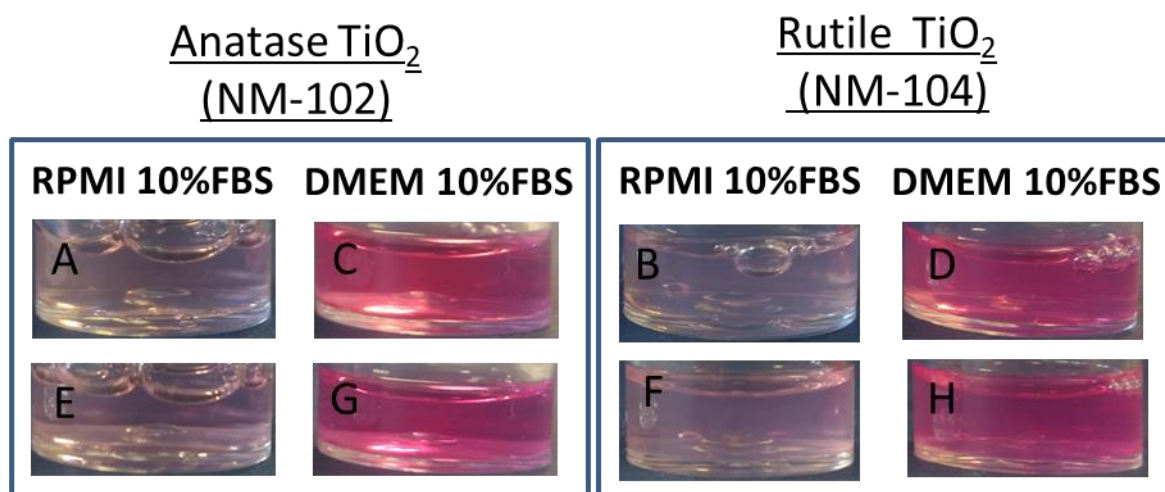 Anatase TiO₂
(NM-102)
Rutile TiO₂
(NM-104)
RPMI 10%FBS DMEM 10%FBS
A C
E G
RPMI 10%FBS DMEM 10%FBS
B D
F H